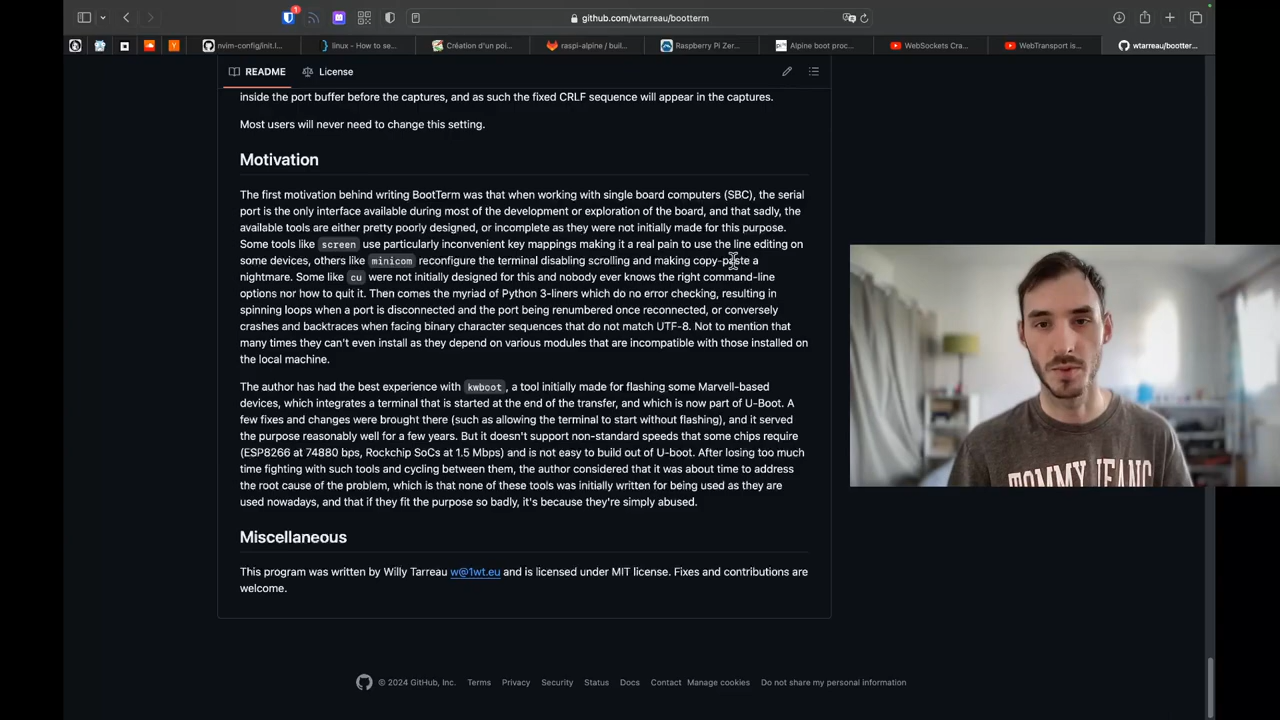 1
github.com/wtarreau/bootterm
nvim-config/init.l...
linux - How to se...
Création d'un poi...
raspi-alpine / buil...
Raspberry Pi Zer...
Alpine boot proc...
WebSockets Cra...
WebTransport is...
wtarreau/bootter...
README
License
inside the port buffer before the captures, and as such the fixed CRLF sequence will appear in the captures.
Most users will never need to change this setting.
Motivation
The first motivation behind writing BootTerm was that when working with single board computers (SBC), the serial
port is the only interface available during most of the development or exploration of the board, and that sadly, the
available tools are either pretty poorly designed, or incomplete as they were not initially made for this purpose.
Some tools like screen use particularly inconvenient key mappings making it a real pain to use the line editing on
some devices, others like minicom reconfigure the terminal disabling scrolling and making copy-paste a
nightmare. Some like cu were not initially designed for this and nobody ever knows the right command-line
options nor how to quit it. Then comes the myriad of Python 3-liners which do no error checking, resulting in
spinning loops when a port is disconnected and the port being renumbered once reconnected, or conversely
crashes and backtraces when facing binary character sequences that do not match UTF-8. Not to mention that
many times they can't even install as they depend on various modules that are incompatible with those installed on
the local machine.
The author has had the best experience with kwboot, a tool initially made for flashing some Marvell-based
devices, which integrates a terminal that is started at the end of the transfer, and which is now part of U-Boot. A
few fixes and changes were brought there (such as allowing the terminal to start without flashing), and it served
the purpose reasonably well for a few years. But it doesn't support non-standard speeds that some chips require
(ESP8266 at 74880 bps, Rockchip SoCs at 1.5 Mbps) and is not easy to build out of U-boot. After losing too much
time fighting with such tools and cycling between them, the author considered that it was about time to address
the root cause of the problem, which is that none of these tools was initially written for being used as they are
used nowadays, and that if they fit the purpose so badly, it's because they're simply abused.
Miscellaneous
This program was written by Willy Tarreau w@1wt.eu and is licensed under MIT license. Fixes and contributions are
welcome.
TOMMY JEANS
© 2024 GitHub, Inc. Terms Privacy Security Status Docs Contact Manage cookies Do not share my personal information